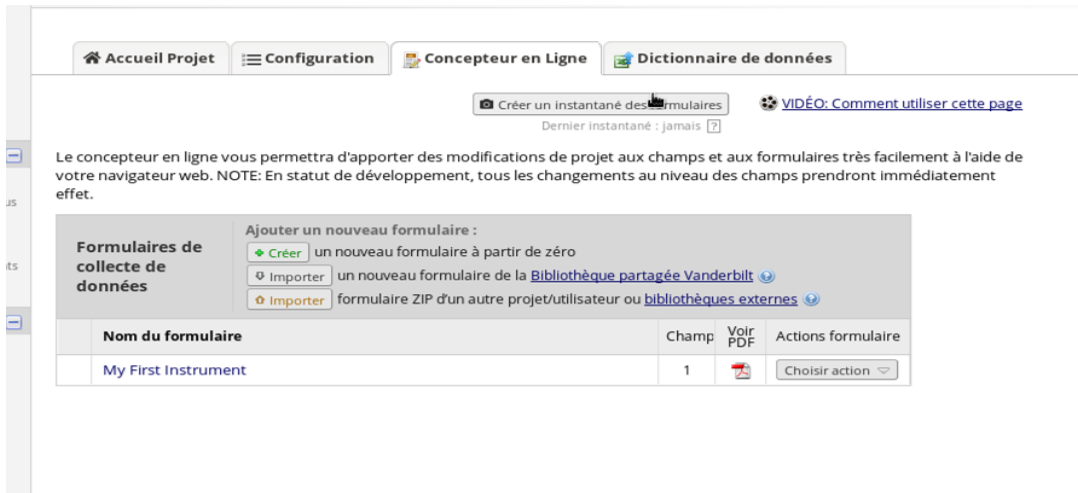 Accueil Projet
Configuration
Concepteur en Ligne
Dictionnaire de données
Créer un instantané des formulaires
VIDÉO: Comment utiliser cette page
Dernier instantané : jamais ?
Le concepteur en ligne vous permettra d'apporter des modifications de projet aux champs et aux formulaires très facilement à l'aide de
votre navigateur web. NOTE: En statut de développement, tous les changements au niveau des champs prendront immédiatement
effet.
Formulaires de
collecte de
données
Ajouter un nouveau formulaire :
Créer un nouveau formulaire à partir de zéro
Importer un nouveau formulaire de la Bibliothèque partagée Vanderbilt ?
Importer formulaire ZIP d'un autre projet/utilisateur ou bibliothèques externes ?
Nom du formulaire
Champ
Voir
PDF
Actions formulaire
My First Instrument
1
Choisir action